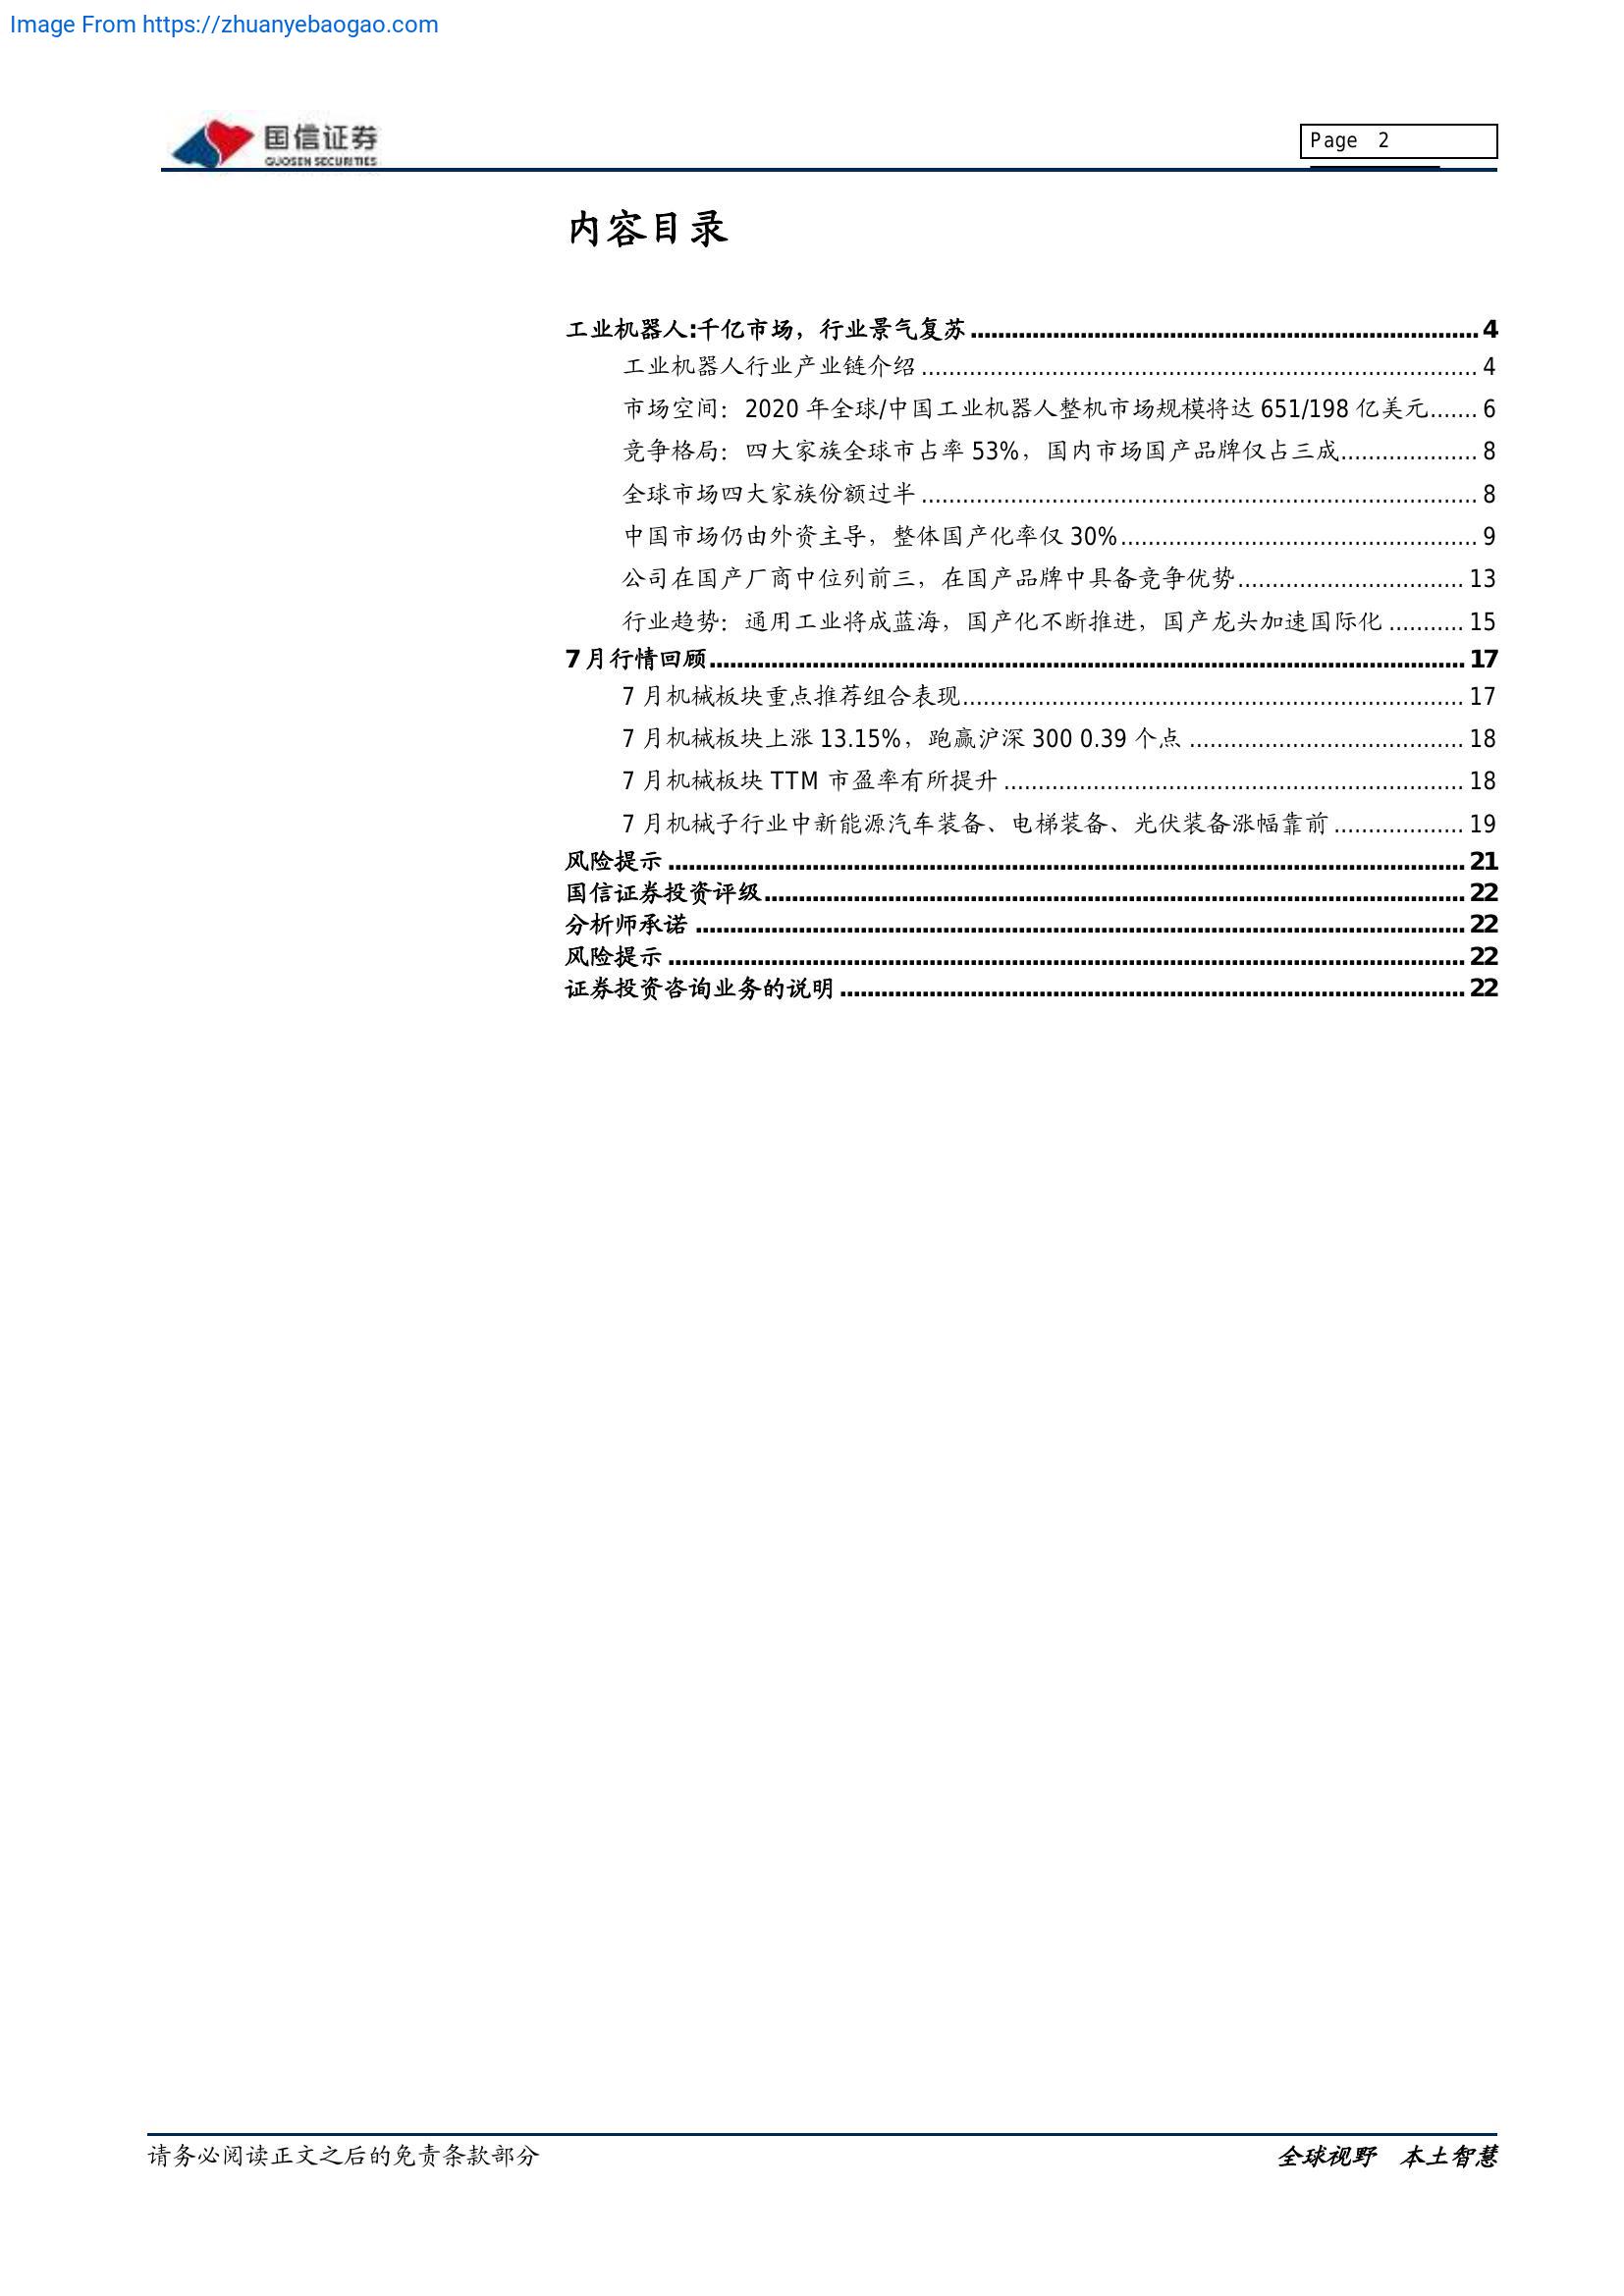 Image From https://zhuanyebaogao.com
国信证券
GUOSEN SECURITIES
Page 2
内容目录
工业机器人:千亿市场，行业景气复苏 .......................................................................... 4
工业机器人行业产业链介绍 ................................................................................ 4
市场空间：2020 年全球/中国工业机器人整机市场规模将达 651/198 亿美元....... 6
竞争格局：四大家族全球市占率 53%，国内市场国产品牌仅占三成.................... 8
全球市场四大家族份额过半 ................................................................................ 8
中国市场仍由外资主导，整体国产化率仅 30%.................................................... 9
公司在国产厂商中位列前三，在国产品牌中具备竞争优势................................. 13
行业趋势：通用工业将成蓝海，国产化不断推进，国产龙头加速国际化 ........... 15
7 月行情回顾.............................................................................................................. 17
7 月机械板块重点推荐组合表现......................................................................... 17
7 月机械板块上涨 13.15%，跑赢沪深 300 0.39 个点 ........................................ 18
7 月机械板块 TTM 市盈率有所提升 ................................................................... 18
7 月机械子行业中新能源汽车装备、电梯装备、光伏装备涨幅靠前 ................... 19
风险提示 .................................................................................................................... 21
国信证券投资评级...................................................................................................... 22
分析师承诺 ................................................................................................................ 22
风险提示 .................................................................................................................... 22
证券投资咨询业务的说明 ........................................................................................... 22
请务必阅读正文之后的免责条款部分
全球视野 本土智慧